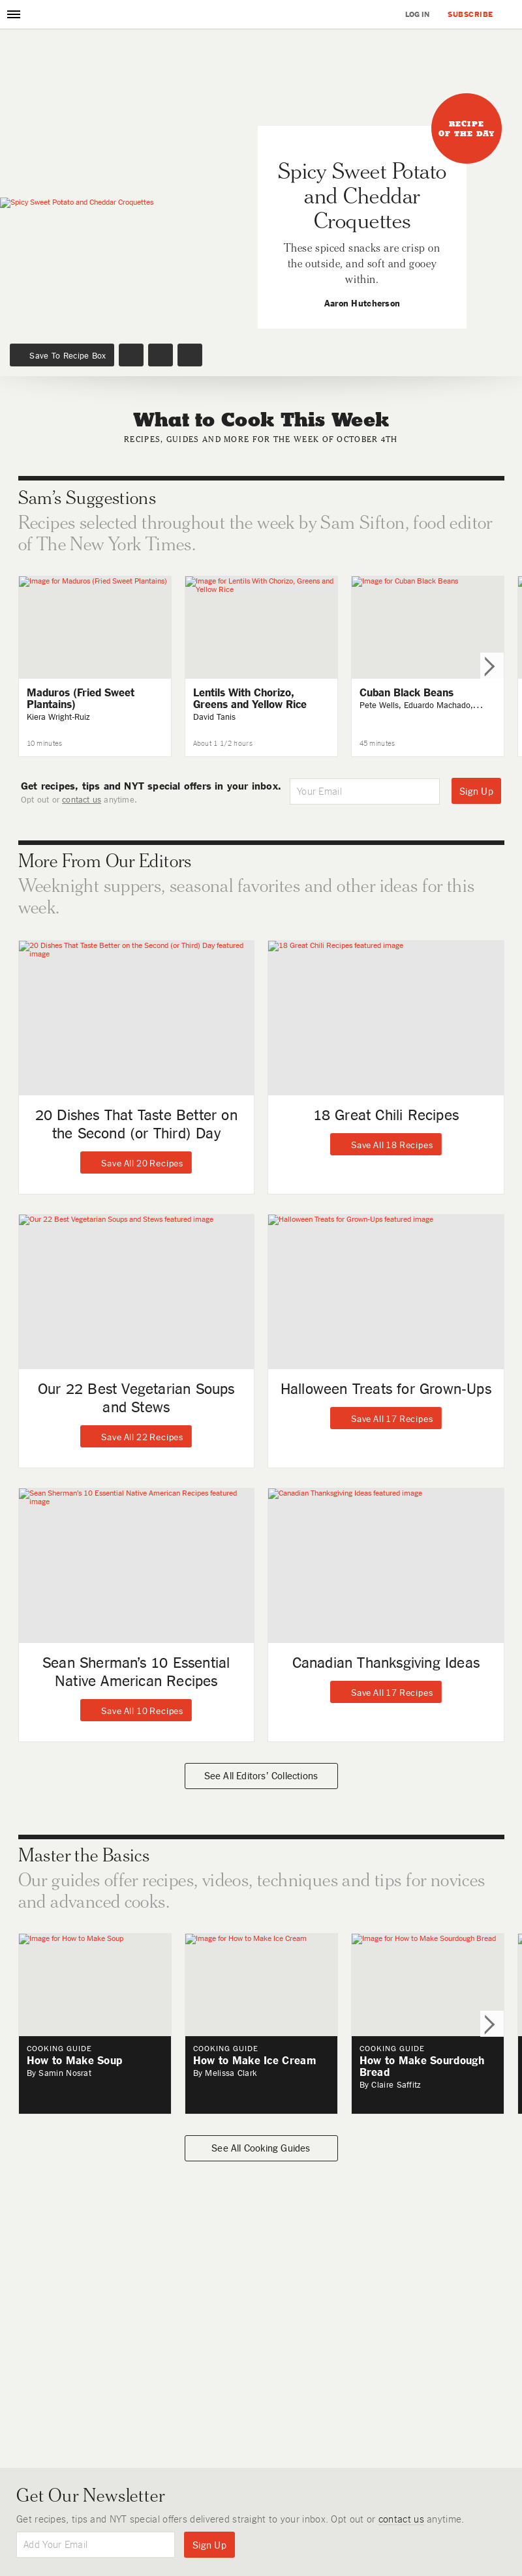 LOG IN SUBSCRIBE
RECIPE
OF THE DAY
Spicy Sweet Potato
and Cheddar
Croquettes
Spicy Sweet Potato and Cheddar Croquettes
These spiced snacks are crisp on
the outside, and soft and gooey
within.
Aaron Hutcherson
Save To Recipe Box
What to Cook This Week
RECIPES, GUIDES AND MORE FOR THE WEEK OF OCTOBER 4TH
Sam’s Suggestions
Recipes selected throughout the week by Sam Sifton, food editor
of The New York Times.
Image for Maduros (Fried Sweet Plantains)
Maduros (Fried Sweet
Plantains)
Kiera Wright-Ruiz
10 minutes
Image for Lentils With Chorizo, Greens and
Yellow Rice
Lentils With Chorizo,
Greens and Yellow Rice
David Tanis
About 1 1/2 hours
Image for Cuban Black Beans
Cuban Black Beans
Pete Wells, Eduardo Machado,...
45 minutes
Get recipes, tips and NYT special offers in your inbox.
Opt out or contact us anytime.
Your Email
Sign Up
More From Our Editors
Weeknight suppers, seasonal favorites and other ideas for this
week.
20 Dishes That Taste Better on the Second (or Third) Day featured
image
20 Dishes That Taste Better on
the Second (or Third) Day
Save All 20 Recipes
18 Great Chili Recipes featured image
18 Great Chili Recipes
Save All 18 Recipes
Our 22 Best Vegetarian Soups and Stews featured image
Our 22 Best Vegetarian Soups
and Stews
Save All 22 Recipes
Halloween Treats for Grown-Ups featured image
Halloween Treats for Grown-Ups
Save All 17 Recipes
Sean Sherman's 10 Essential Native American Recipes featured
image
Sean Sherman’s 10 Essential
Native American Recipes
Save All 10 Recipes
Canadian Thanksgiving Ideas featured image
Canadian Thanksgiving Ideas
Save All 17 Recipes
See All Editors’ Collections
Master the Basics
Our guides offer recipes, videos, techniques and tips for novices
and advanced cooks.
Image for How to Make Soup
COOKING GUIDE
How to Make Soup
By Samin Nosrat
Image for How to Make Ice Cream
COOKING GUIDE
How to Make Ice Cream
By Melissa Clark
Image for How to Make Sourdough Bread
COOKING GUIDE
How to Make Sourdough
Bread
By Claire Saffitz
See All Cooking Guides
Get Our Newsletter
Get recipes, tips and NYT special offers delivered straight to your inbox. Opt out or contact us anytime.
Add Your Email
Sign Up